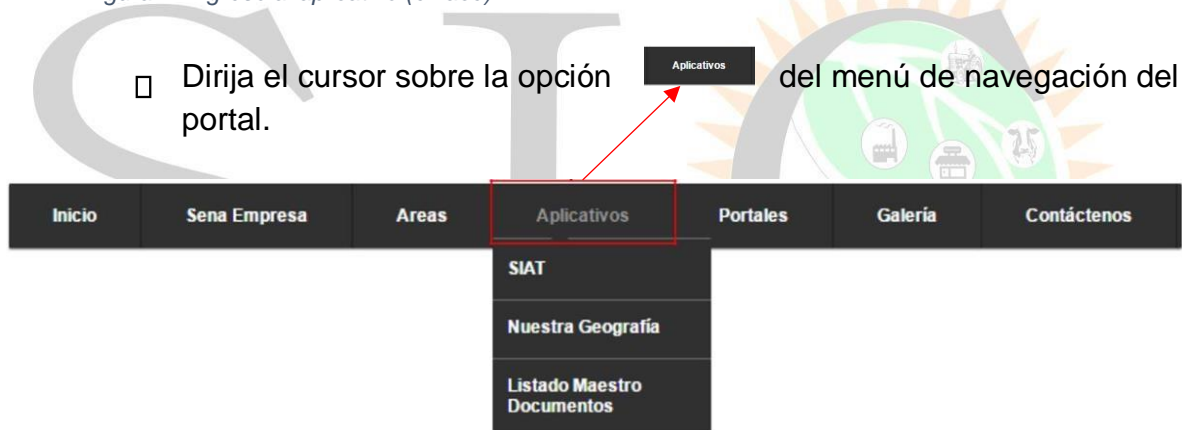 Dirija el cursor sobre la opción Aplicativos del menú de navegación del
portal.
Inicio Sena Empresa Areas Aplicativos Portales Galería Contáctenos
SIAT
Nuestra Geografía
Listado Maestro
Documentos